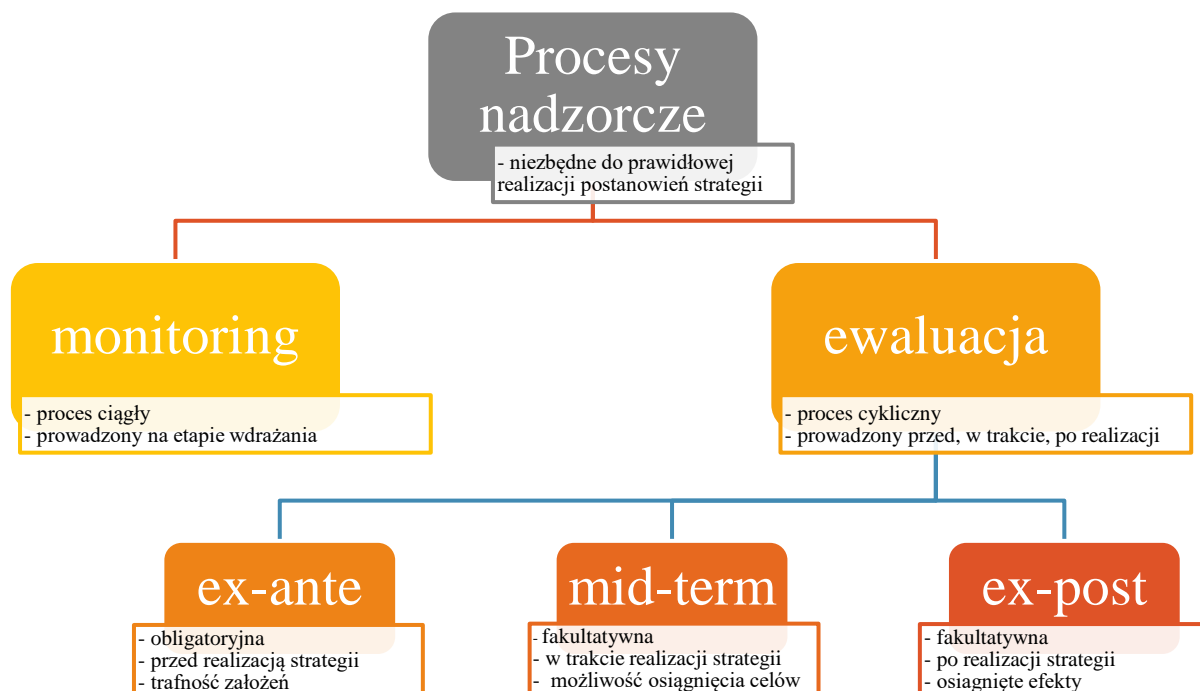 Procesy
nadzorcze
- niezbędne do prawidłowej
realizacji postanowień strategii
monitoring
- proces ciągły
- prowadzony na etapie wdrażania
ewaluacja
- proces cykliczny
- prowadzony przed, w trakcie, po realizacji
ex-ante
- obligatoryjna
- przed realizacją strategii
- trafność założeń
mid-term
- fakultatywna
- w trakcie realizacji strategii
- możliwość osiągnięcia celów
ex-post
- fakultatywna
- po realizacji strategii
- osiągnięte efekty